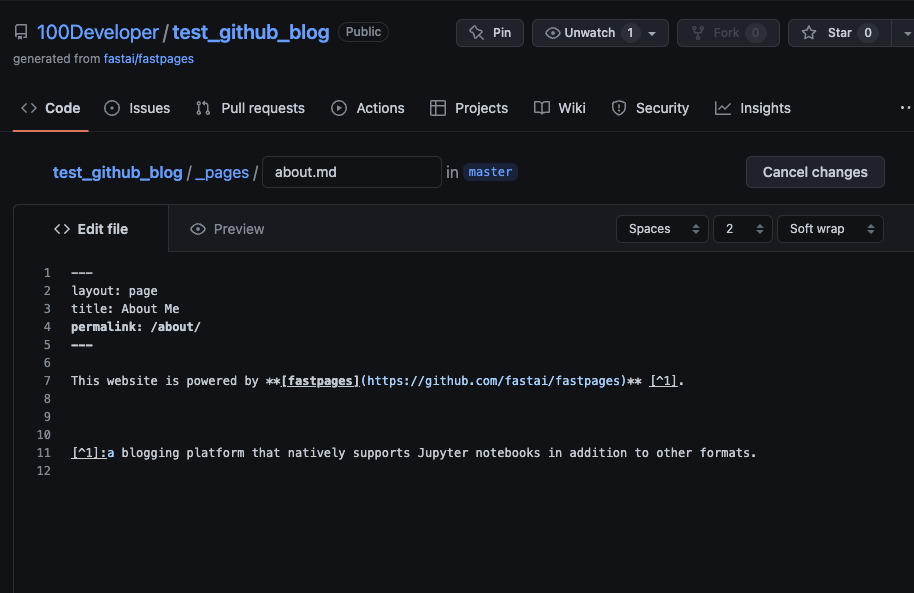 100Developer / test_github_blog Public Pin Unwatch 1 Fork 0 Star 0
generated from fastai/fastpages
Code Issues Pull requests Actions Projects Wiki Security Insights ..
test_github_blog / _pages / about.md in master Cancel changes
<> Edit file Preview Spaces 2 Soft wrap
1 ---
2 layout: page
3 title: About Me
4 permalink: /about/
5 ---
6
7 This website is powered by **[fastpages](https://github.com/fastai/fastpages)** [^1].
8
9
10
11 [^1]:a blogging platform that natively supports Jupyter notebooks in addition to other formats.
12